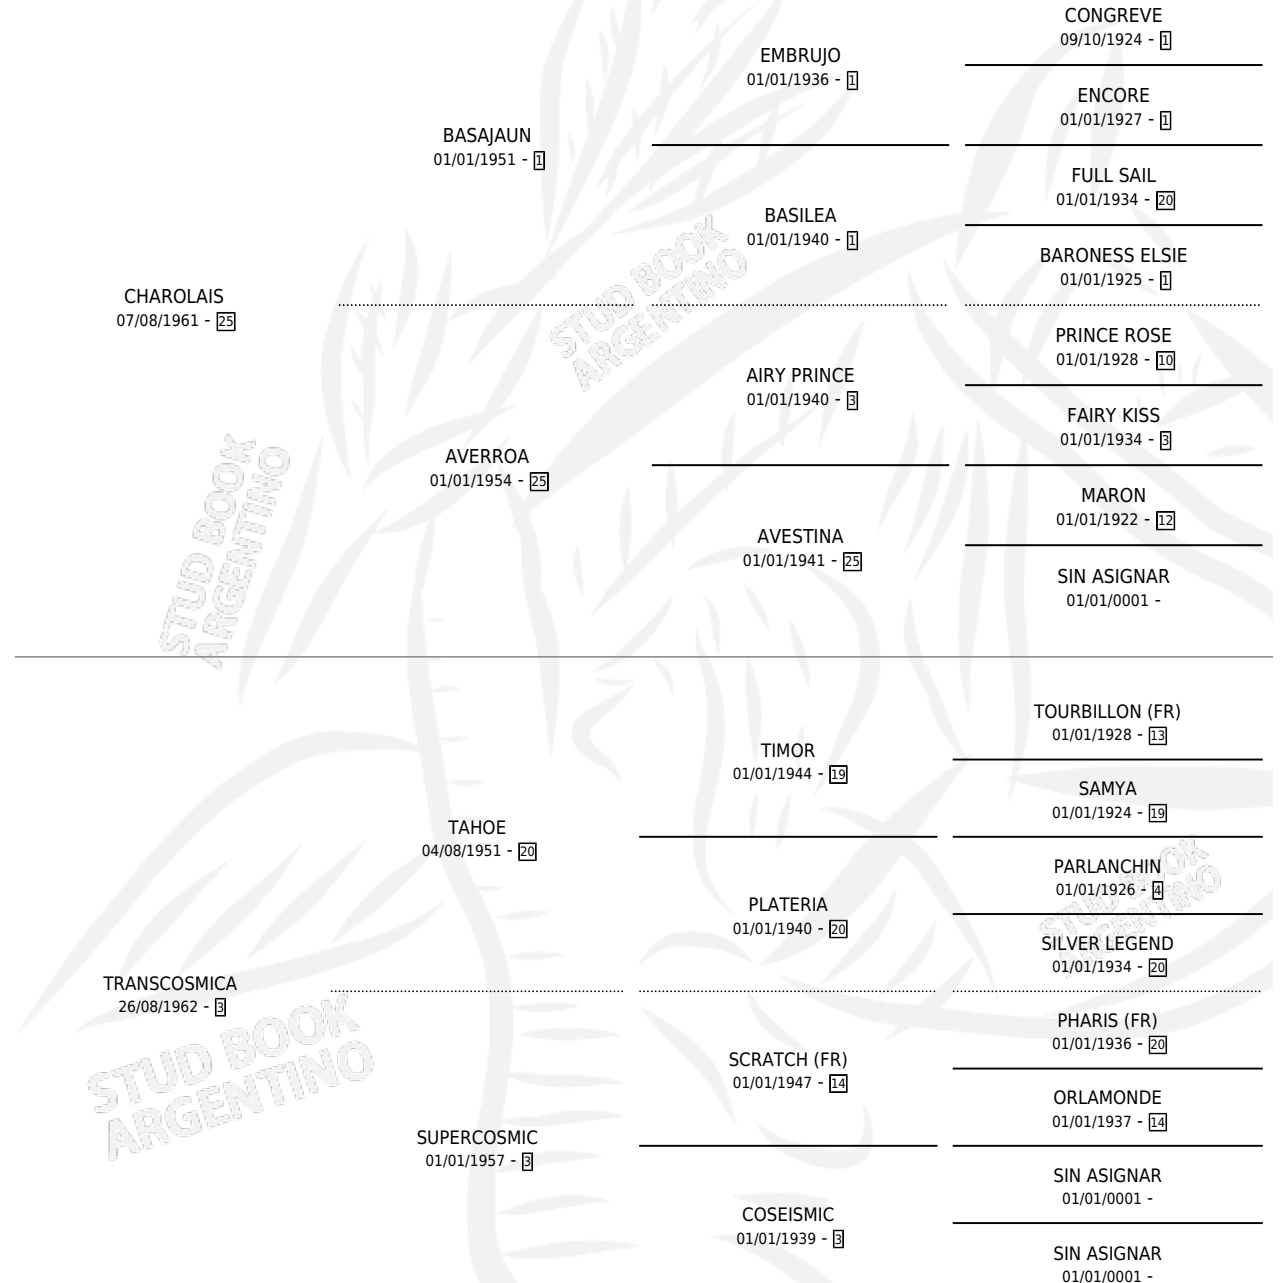 CONGREVE
09/10/1924 - 1
EMBRUJO
01/01/1936 - 1
ENCORE
01/01/1927 - 1
BASAJAUN
01/01/1951 - 1
FULL SAIL
01/01/1934 - 20
BASILEA
01/01/1940 - 1
BARONESS ELSIE
01/01/1925 - 1
CHAROLAIS
07/08/1961 - 25
PRINCE ROSE
01/01/1928 - 10
AIRY PRINCE
01/01/1940 - 3
FAIRY KISS
01/01/1934 - 3
AVERROA
01/01/1954 - 25
MARON
01/01/1922 - 12
AVESTINA
01/01/1941 - 25
SIN ASIGNAR
01/01/0001 -
TOURBILLON (FR)
01/01/1928 - 13
TIMOR
01/01/1944 - 19
SAMYA
01/01/1924 - 19
TAHOE
04/08/1951 - 20
PARLANCHIN
01/01/1926 - 4
PLATERIA
01/01/1940 - 20
SILVER LEGEND
01/01/1934 - 20
TRANSCOSMICA
26/08/1962 - 3
PHARIS (FR)
01/01/1936 - 20
SCRATCH (FR)
01/01/1947 - 14
ORLAMONDE
01/01/1937 - 14
SUPERCOSMIC
01/01/1957 - 3
SIN ASIGNAR
01/01/0001 -
COSEISMIC
01/01/1939 - 3
SIN ASIGNAR
01/01/0001 -
STUD BOOK
ARGENTINO
STUD BOOK
ARGENTINO
STUD BOOK
ARGENTINO
STUD BOOK
ARGENTINO